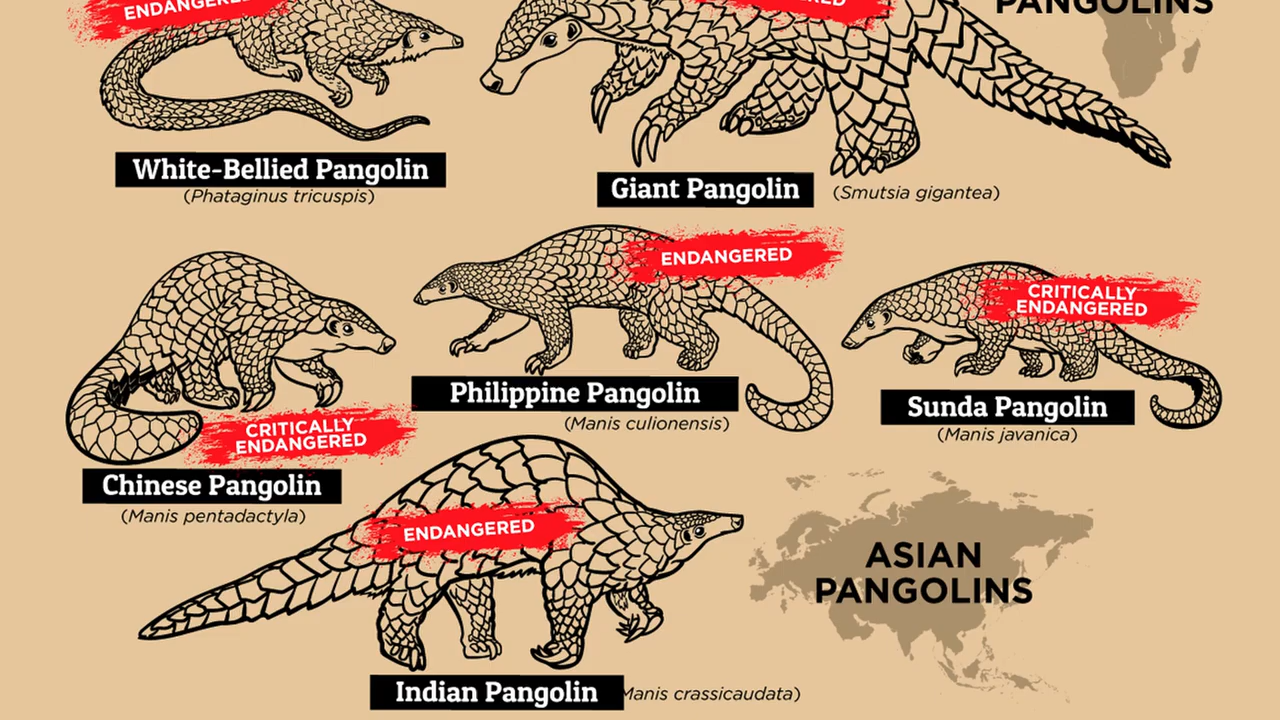 ENDANGERED
PANGOLINS
White-Bellied Pangolin
(Phataginus tricuspis)
Giant Pangolin
(Smutsia gigantea)
ENDANGERED
CRITICALLY
ENDANGERED
Philippine Pangolin
(Manis culionensis)
Sunda Pangolin
(Manis javanica)
CRITICALLY
ENDANGERED
Chinese Pangolin
(Manis pentadactyla)
ENDANGERED
ASIAN
PANGOLINS
Indian Pangolin
Manis crassicaudata)